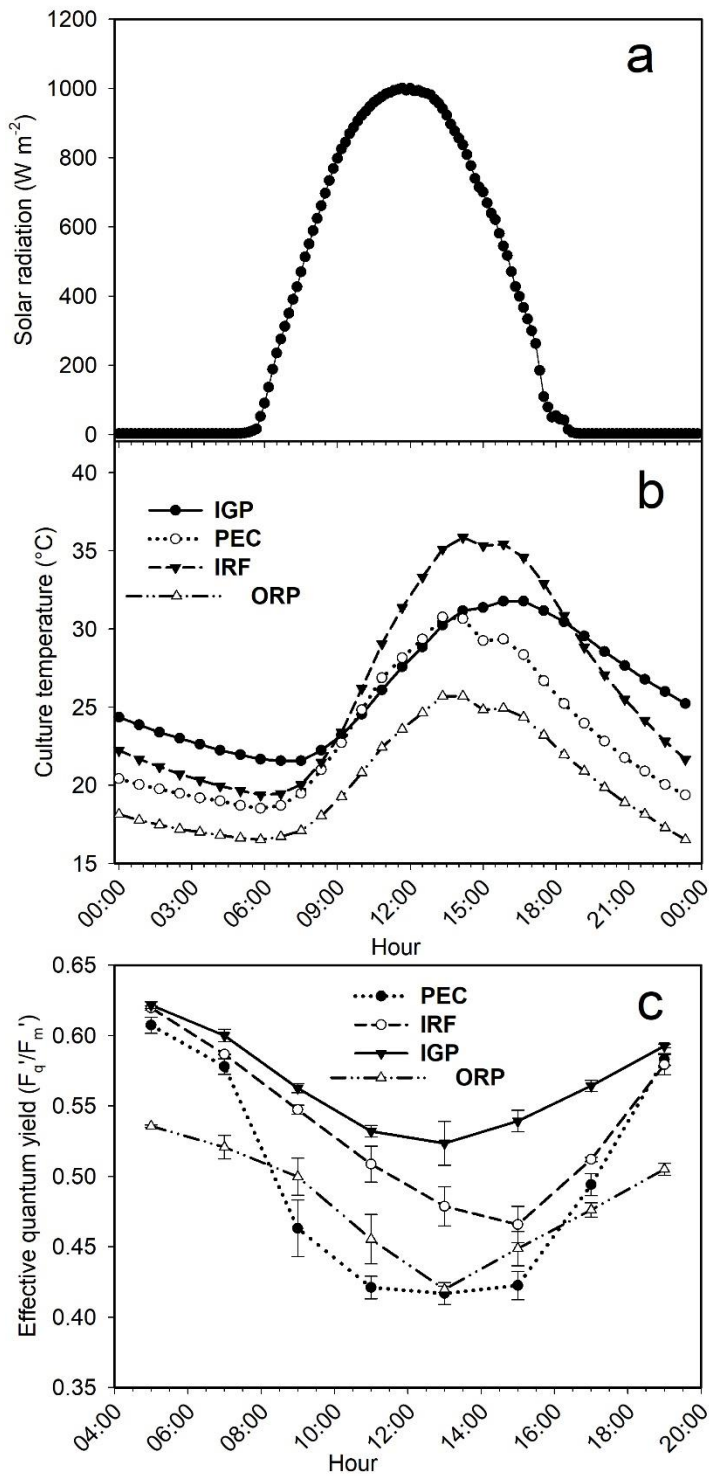 a
Solar radiation (W m-2)
1200
1000
800
600
400
200
0
b
Culture temperature (°C)
40
35
30
25
20
15
IGP
PEC
IRF
ORP
00:00
03:00
06:00
09:00
12:00
15:00
18:00
21:00
00:00
Hour
c
Effective quantum yield (Fq'/Fm')
0.65
0.60
0.55
0.50
0.45
0.40
0.35
PEC
IRF
IGP
ORP
04:00
06:00
08:00
10:00
12:00
14:00
16:00
18:00
20:00
Hour